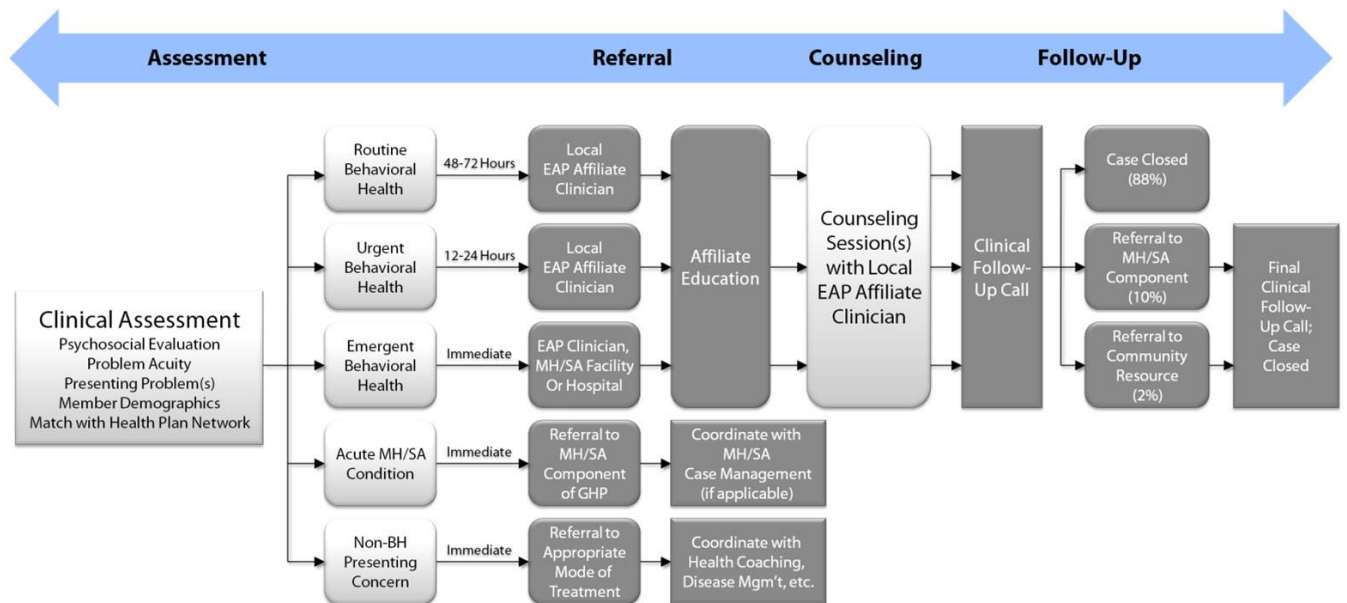 Assessment
Referral
Counseling
Follow-Up
Clinical Assessment
Psychosocial Evaluation
Problem Acuity
Presenting Problem(s)
Member Demographics
Match with Health Plan Network
Routine
Behavioral
Health
48-72 Hours
Local
EAP Affiliate
Clinician
Urgent
Behavioral
Health
12-24 Hours
Local
EAP Affiliate
Clinician
Emergent
Behavioral
Health
Immediate
EAP Clinician,
MH/SA Facility
Or Hospital
Acute MH/SA
Condition
Immediate
Referral to
MH/SA
Component
of GHP
Coordinate with
MH/SA
Case Management
(if applicable)
Non-BH
Presenting
Concern
Immediate
Referral to
Appropriate
Mode of
Treatment
Coordinate with
Health Coaching,
Disease Mgm't, etc.
Affiliate
Education
Counseling
Session(s)
with Local
EAP Affiliate
Clinician
Clinical
Follow-
Up Call
Case Closed
(88%)
Referral to
MH/SA
Component
(10%)
Referral to
Community
Resource
(2%)
Final
Clinical
Follow-
Up Call;
Case
Closed